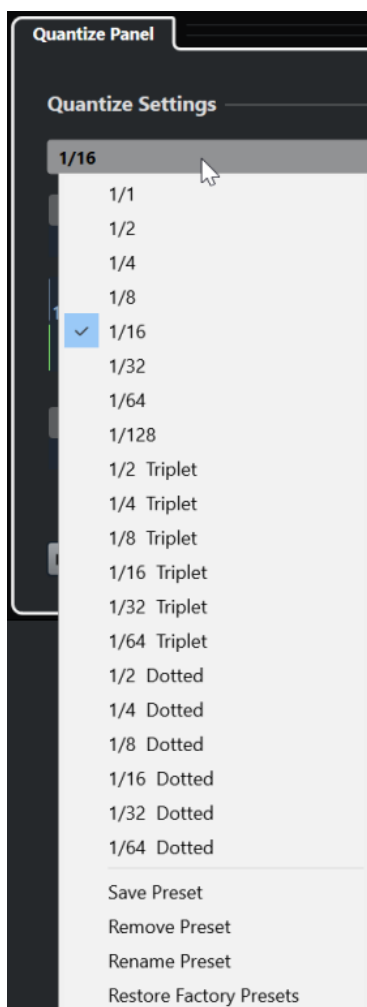 Quantize Panel
Quantize Settings
1/16
1/1
1/2
1/4
1/8
1/16
1/32
1/64
1/128
1/2 Triplet
1/4 Triplet
1/8 Triplet
1/16 Triplet
1/32 Triplet
1/64 Triplet
1/2 Dotted
1/4 Dotted
1/8 Dotted
1/16 Dotted
1/32 Dotted
1/64 Dotted
Save Preset
Remove Preset
Rename Preset
Restore Factory Presets